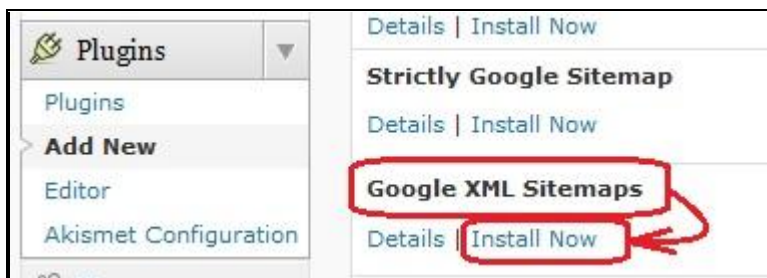 Plugins
Plugins
Add New
Editor
Akismet Configuration
Details | Install Now
Strictly Google Sitemap
Details | Install Now
Google XML Sitemaps
Details | Install Now